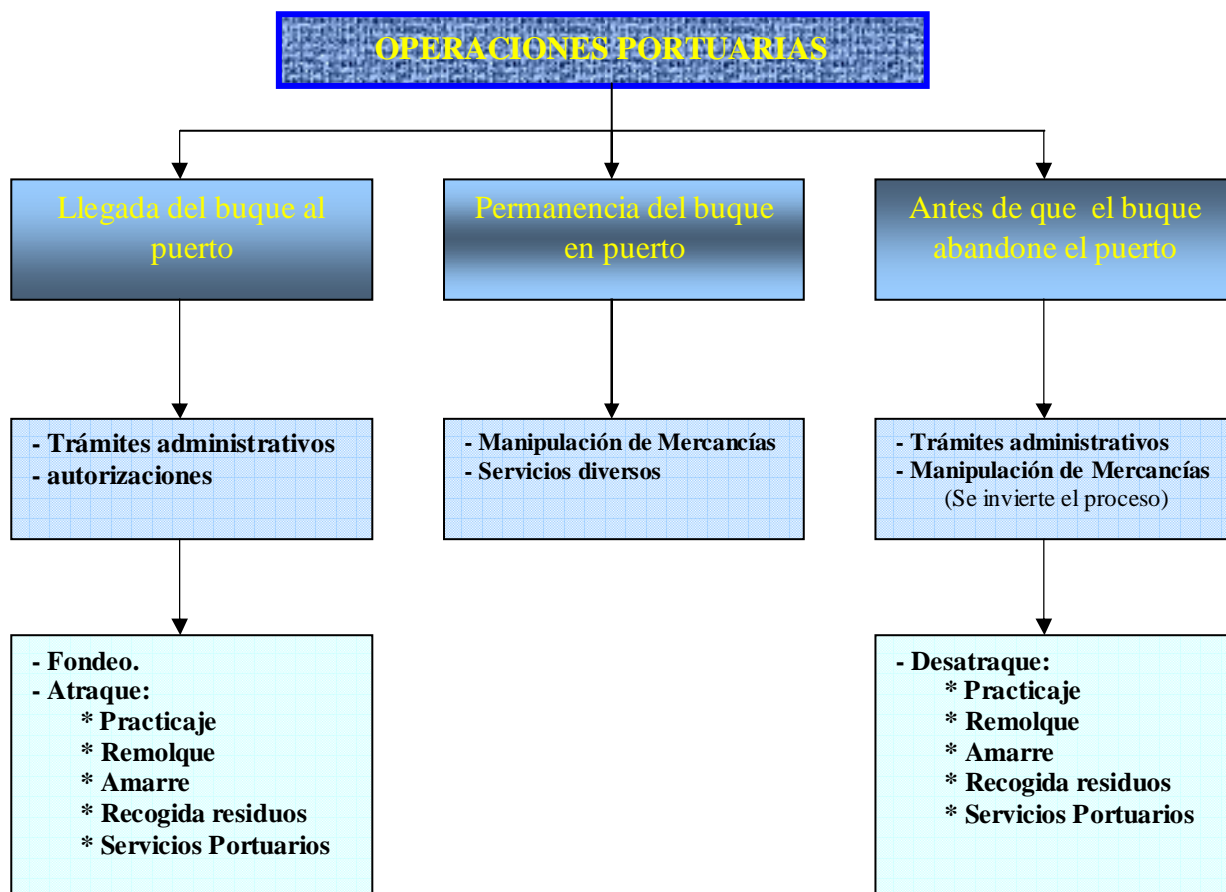 OPERACIONES PORTUARIAS
Llegada del buque al
puerto
Permanencia del buque
en puerto
Antes de que el buque
abandone el puerto
- Trámites administrativos
- autorizaciones
- Manipulación de Mercancías
- Servicios diversos
- Trámites administrativos
- Manipulación de Mercancías
(Se invierte el proceso)
- Fondeo.
- Atraque:
* Practicaje
* Remolque
* Amarre
* Recogida residuos
* Servicios Portuarios
- Desatraque:
* Practicaje
* Remolque
* Amarre
* Recogida residuos
* Servicios Portuarios